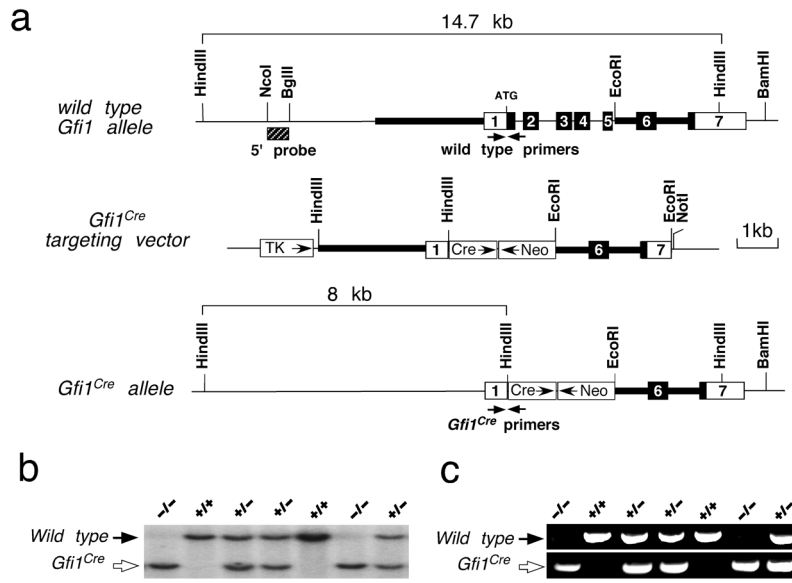 a
14.7 kb
HindIII NcoI BglII EcoRI HindIII BamHI
ATG
wild type
Gfi1 allele
1 2 3 4 5 6 7
5' probe
wild type primers
Gfi1Cre
targeting vector
HindIII HindIII EcoRI EcoRI NotI
TK 1 Cre Neo 6 7
1kb
8 kb
HindIII HindIII EcoRI HindIII BamHI
Gfi1Cre allele
1 Cre Neo 6 7
Gfi1Cre primers
b
−/− +/+ +/− +/− +/+ −/− +/−
Wild type
Gfi1Cre
c
−/− +/+ +/− +/− +/+ −/− +/−
Wild type
Gfi1Cre